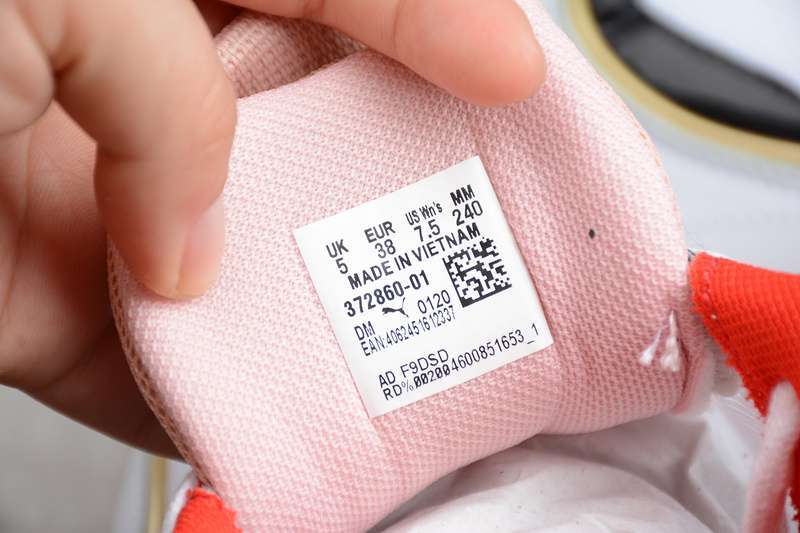 UK EUR US Wn's MM
5 38 7.5 240
MADE IN VIETNAM
372860-01
DM 0120
EAN:4062451612337
AD F9DSD
RD%002004600851653_1